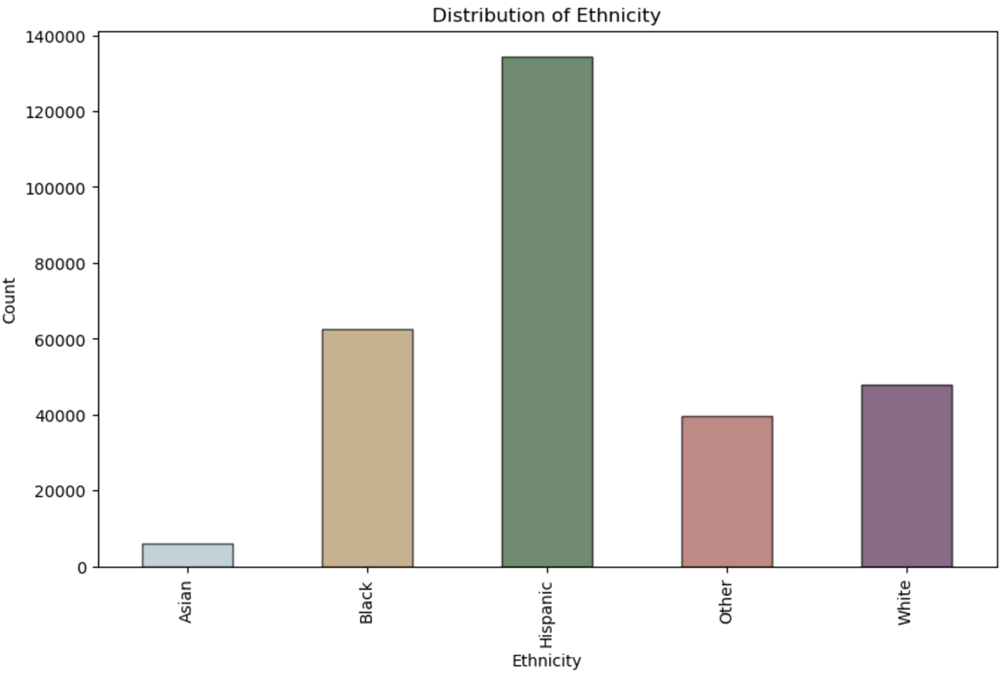 Distribution of Ethnicity
140000
120000
100000
80000
60000
40000
20000
0
Count
Asian
Black
Hispanic
Other
White
Ethnicity